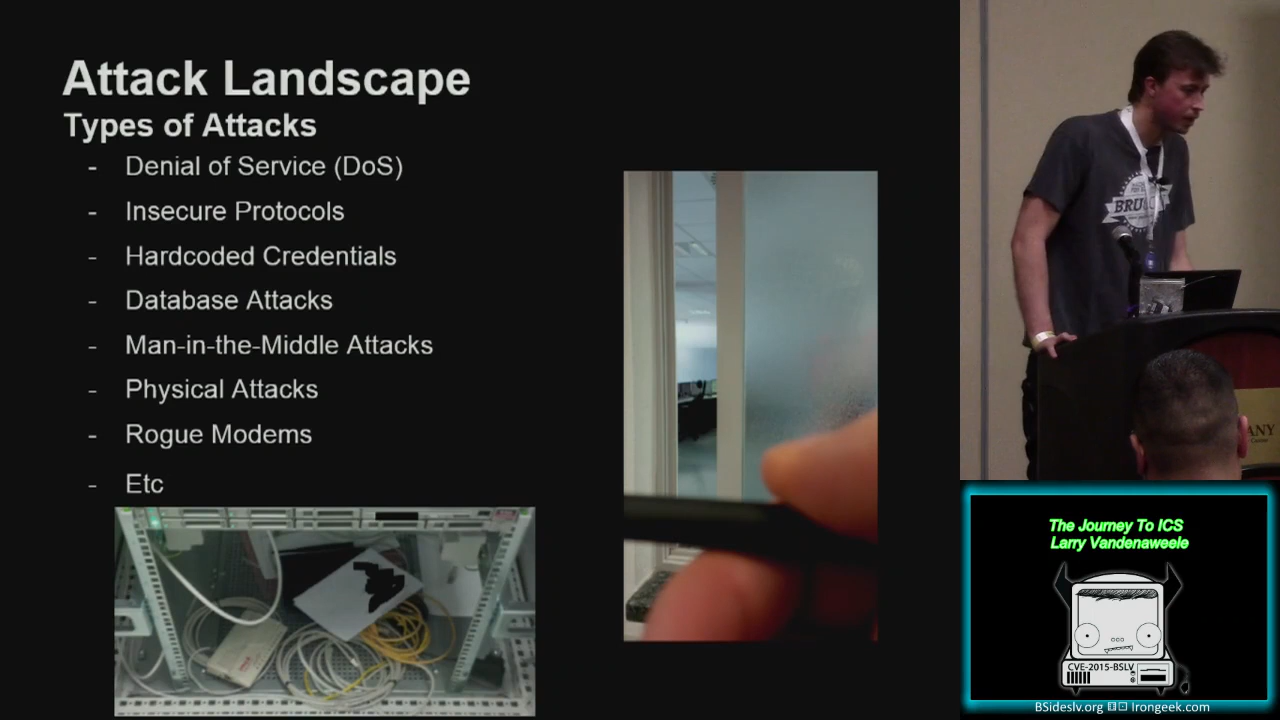 Attack Landscape
Types of Attacks
- Denial of Service (DoS)
- Insecure Protocols
- Hardcoded Credentials
- Database Attacks
- Man-in-the-Middle Attacks
- Physical Attacks
- Rogue Modems
- Etc
The Journey To ICS
Larry Vandenaweele
CVE-2015-BSLV
BSideslv.org
Irongeek.com